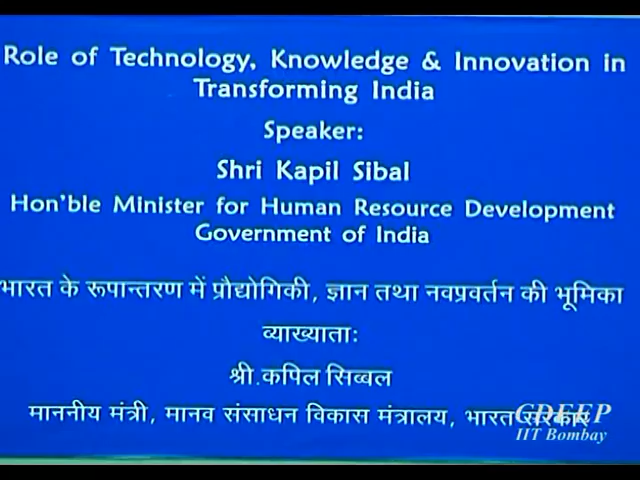 Role of Technology, Knowledge & Innovation in
Transforming India
Speaker:
Shri Kapil Sibal
Hon'ble Minister for Human Resource Development
Government of India
भारत के रूपान्तरण में प्रौद्योगिकी, ज्ञान तथा नवप्रवर्तन की भूमिका
व्याख्याताः
श्री.कपिल सिब्बल
माननीय मंत्री, मानव संसाधन विकास मंत्रालय, भारत सरकार
CDEEP
IIT Bombay